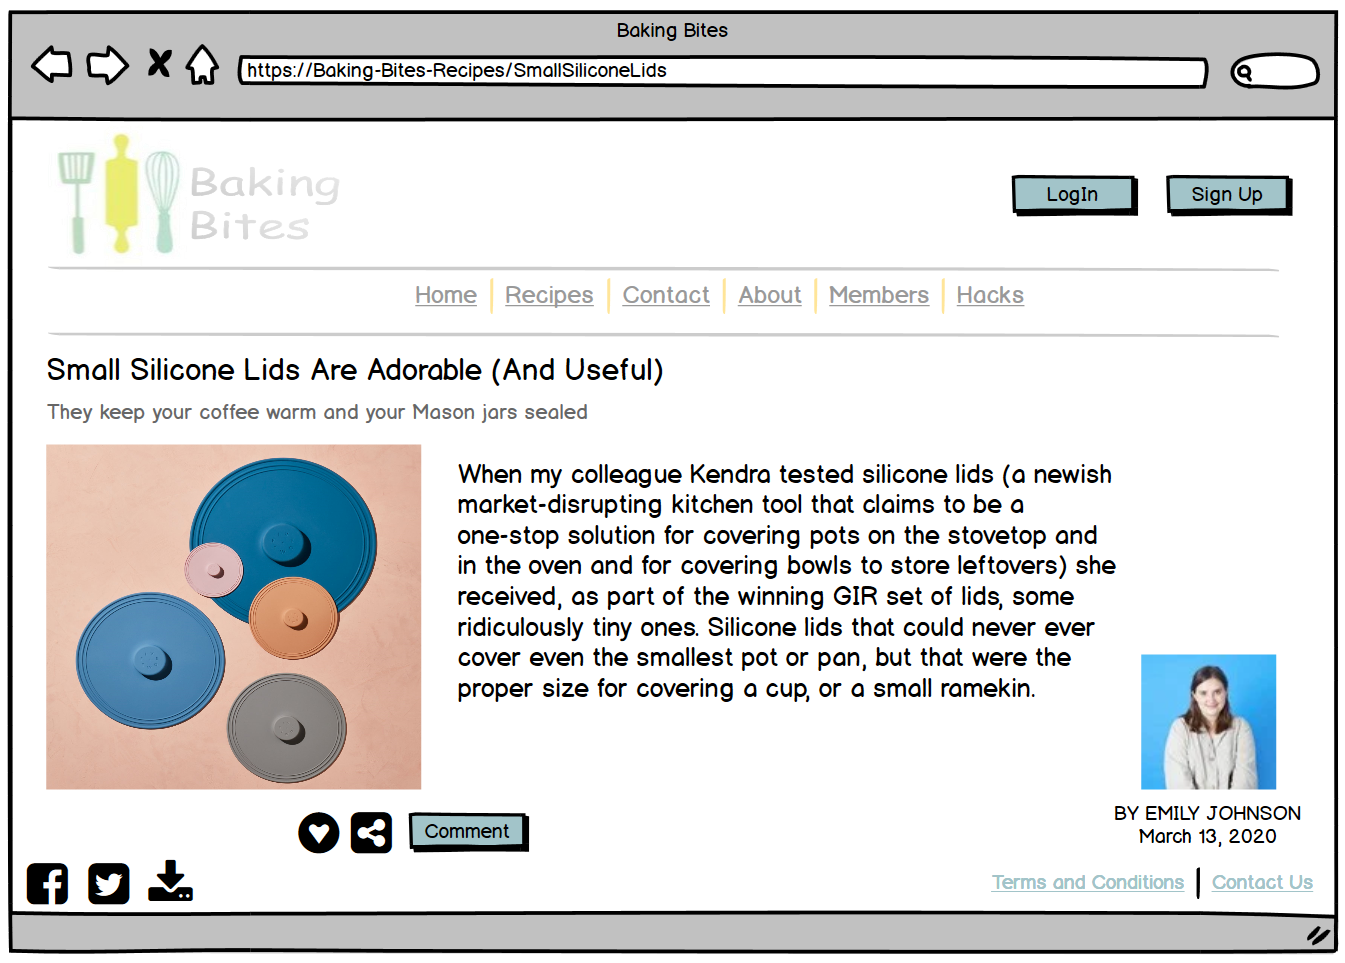 Baking Bites
https://Baking-Bites-Recipes/SmallSiliconeLids
Baking
Bites
LogIn
Sign Up
Home
Recipes
Contact
About
Members
Hacks
Small Silicone Lids Are Adorable (And Useful)
They keep your coffee warm and your Mason jars sealed
When my colleague Kendra tested silicone lids (a newish
market-disrupting kitchen tool that claims to be a
one-stop solution for covering pots on the stovetop and
in the oven and for covering bowls to store leftovers) she
received, as part of the winning GIR set of lids, some
ridiculously tiny ones. Silicone lids that could never ever
cover even the smallest pot or pan, but that were the
proper size for covering a cup, or a small ramekin.
BY EMILY JOHNSON
March 13, 2020
Comment
Terms and Conditions
Contact Us